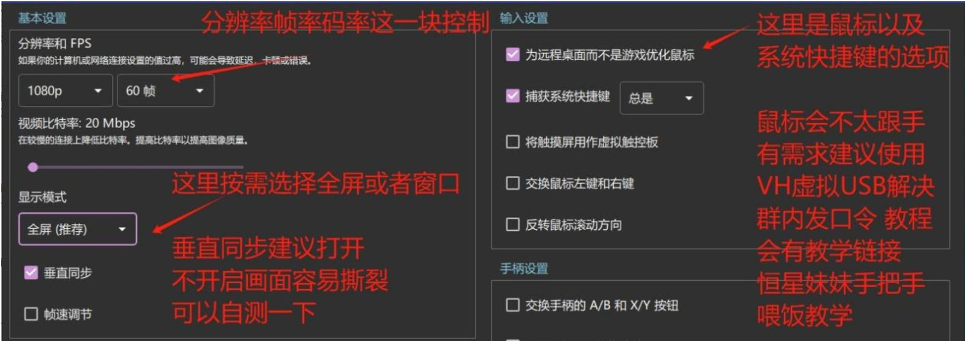 基本设置
分辨率帧率码率这一块控制
分辨率和 FPS
如果你的计算机或网络连接设置的值过高，可能会导致延迟、卡顿或错误。
1080p
60 帧
视频比特率: 20 Mbps
在较慢的连接上降低比特率。提高比特率以提高图像质量。
这里按需选择全屏或者窗口
显示模式
全屏 (推荐)
垂直同步建议打开
不开启画面容易撕裂
可以自测一下
垂直同步
帧速调节
输入设置
这里是鼠标以及
系统快捷键的选项
为远程桌面而不是游戏优化鼠标
捕获系统快捷键
总是
将触摸屏用作虚拟触控板
交换鼠标左键和右键
反转鼠标滚动方向
鼠标会不太跟手
有需求建议使用
VH虚拟USB解决
群内发口令 教程
会有教学链接
恒星妹妹手把手
喂饭教学
手柄设置
交换手柄的 A/B 和 X/Y 按钮